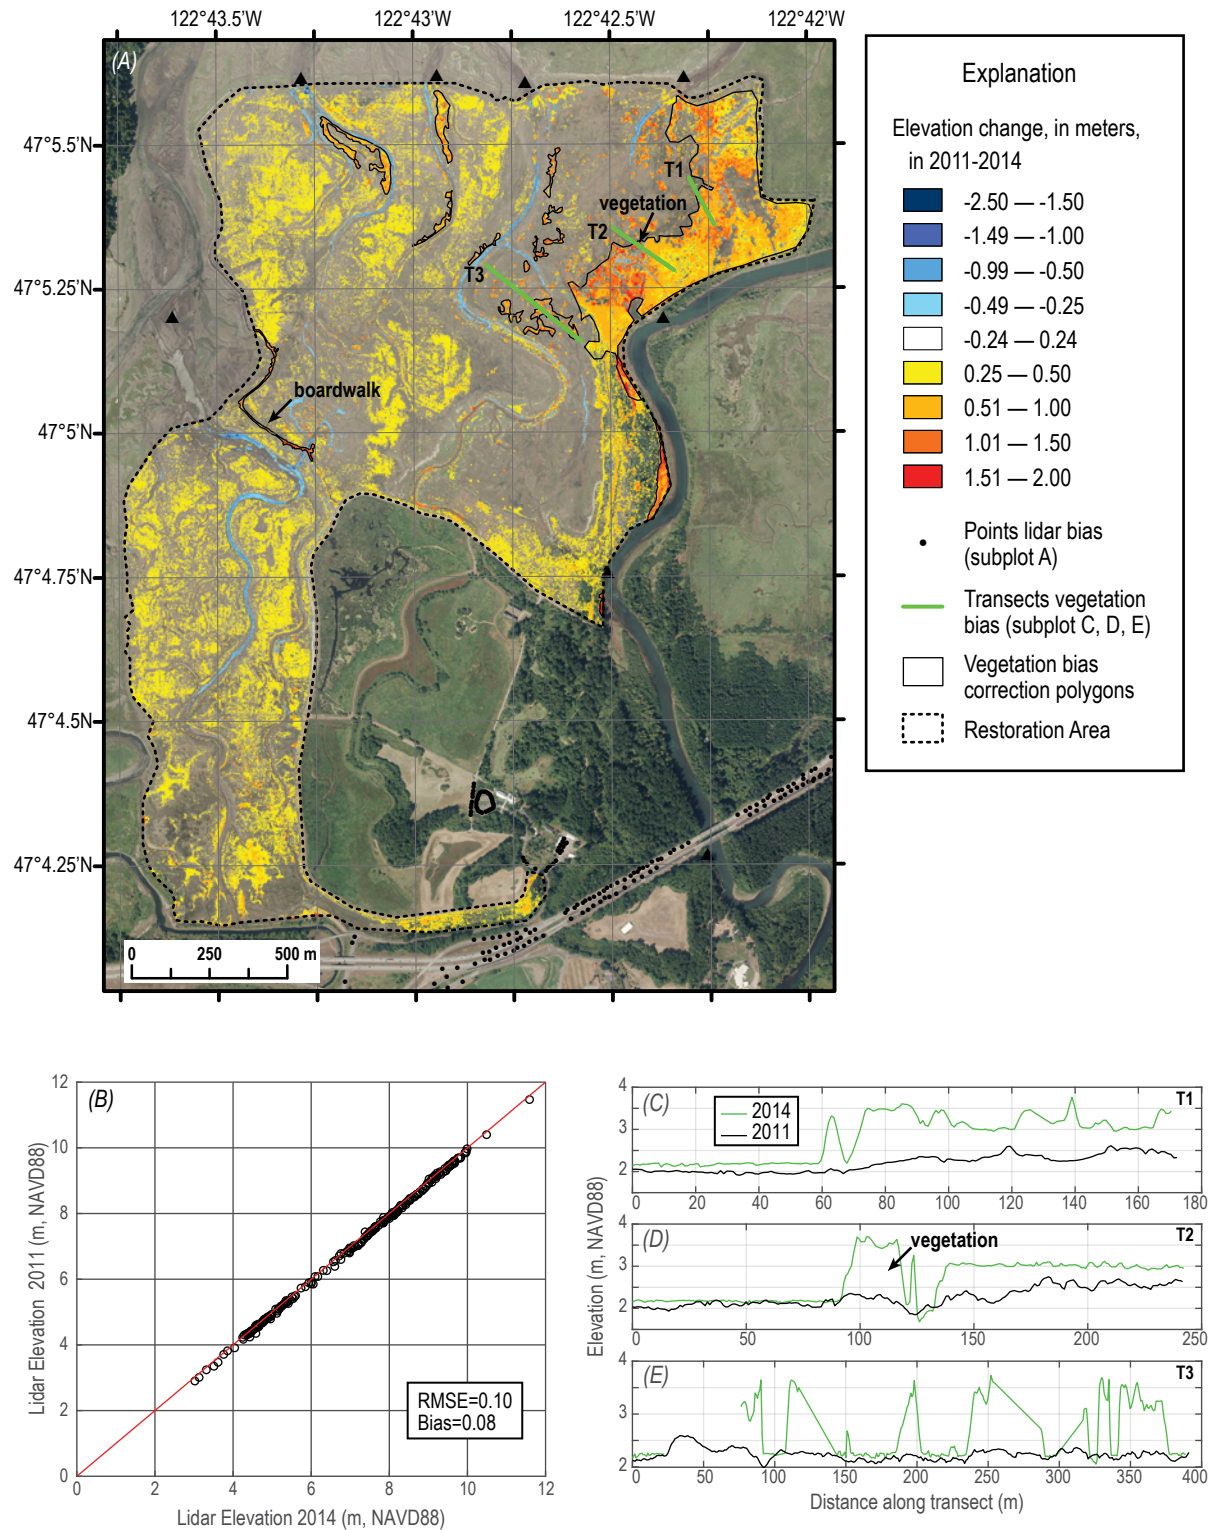 122°43.5'W 122°43'W 122°42.5'W 122°42'W
(A)
47°5.5'N
47°5.25'N
47°5'N
47°4.75'N
47°4.5'N
47°4.25'N
T1
vegetation
T2
T3
boardwalk
0 250 500 m
Explanation
Elevation change, in meters,
in 2011-2014
-2.50 — -1.50
-1.49 — -1.00
-0.99 — -0.50
-0.49 — -0.25
-0.24 — 0.24
0.25 — 0.50
0.51 — 1.00
1.01 — 1.50
1.51 — 2.00
Points lidar bias
(subplot A)
Transects vegetation
bias (subplot C, D, E)
Vegetation bias
correction polygons
Restoration Area
(B)
12
10
8
6
4
2
0
0 2 4 6 8 10 12
Lidar Elevation 2011 (m, NAVD88)
Lidar Elevation 2014 (m, NAVD88)
RMSE=0.10
Bias=0.08
Elevation (m, NAVD88)
(C)
T1
2014
2011
4
3
2
0 20 40 60 80 100 120 140 160 180
(D)
T2
vegetation
4
3
2
0 50 100 150 200 250
(E)
T3
4
3
2
0 50 100 150 200 250 300 350 400
Distance along transect (m)